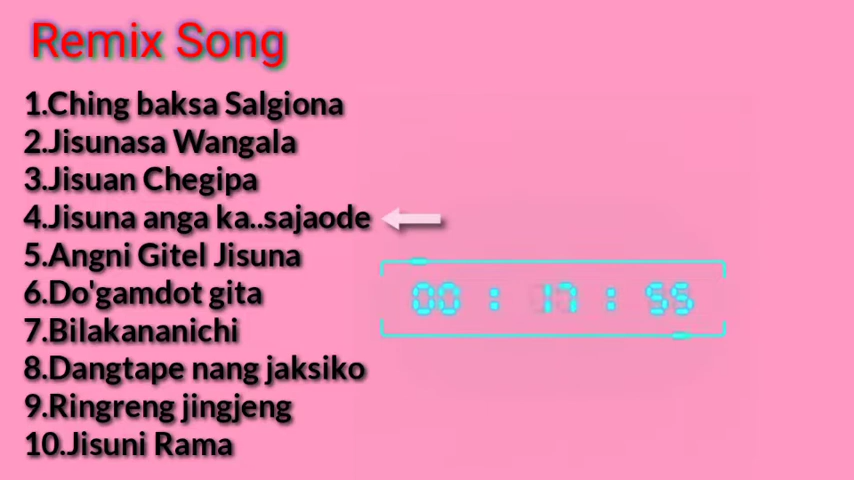 Remix Song
1.Ching baksa Salgiona
2.Jisunasa Wangala
3.Jisuan Chegipa
4.Jisuna anga ka..sajaode
5.Angni Gitel Jisuna
6.Do'gamdot gita
7.Bilakananichi
8.Dangtape nang jaksiko
9.Ringreng jingjeng
10.Jisuni Rama
00 : 17 : 55